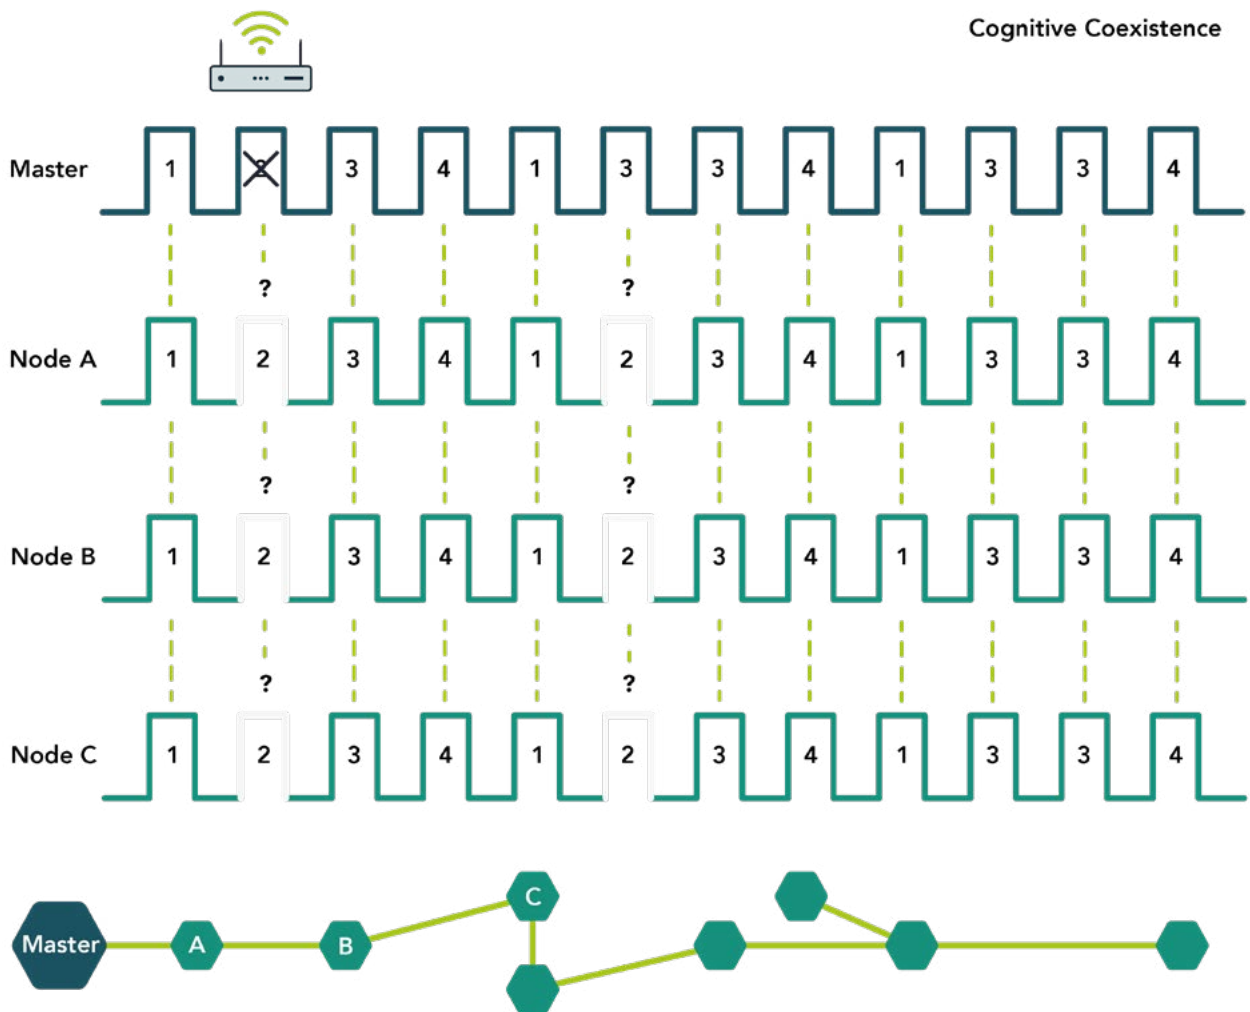 Cognitive Coexistence
Master 1 2 3 4 1 3 3 4 1 3 3 4
? ?
Node A 1 2 3 4 1 2 3 4 1 3 3 4
? ?
Node B 1 2 3 4 1 2 3 4 1 3 3 4
? ?
Node C 1 2 3 4 1 2 3 4 1 3 3 4
C
Master A B